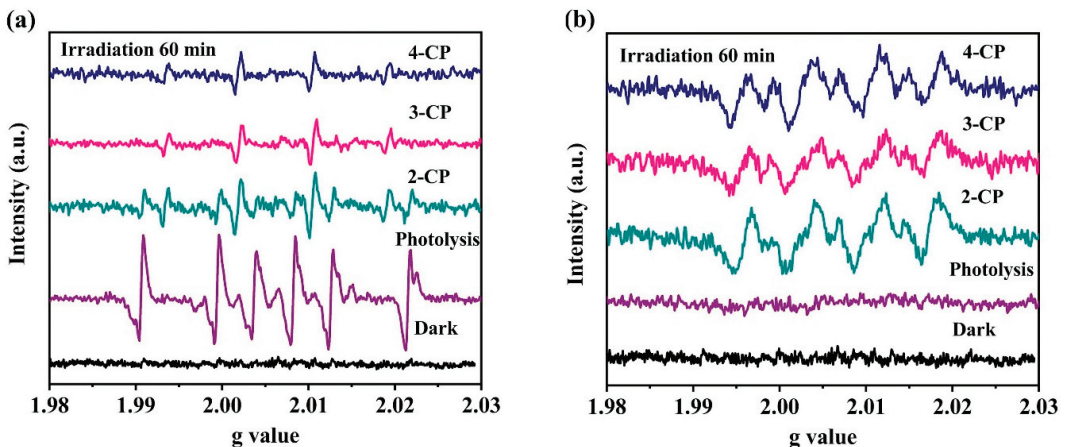 (a)
Irradiation 60 min
4-CP
3-CP
2-CP
Photolysis
Dark
Intensity (a.u.)
1.98 1.99 2.00 2.01 2.02 2.03
g value
(b)
Irradiation 60 min
4-CP
3-CP
2-CP
Photolysis
Dark
Intensity (a.u.)
1.98 1.99 2.00 2.01 2.02 2.03
g value